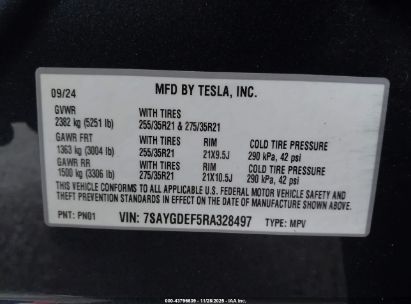 09/24 MFD BY TESLA, INC.
GVWR WITH TIRES
2382 kg (5251 lb) 255/35R21 & 275/35R21
GAWR FRT WITH TIRES RIM COLD TIRE PRESSURE
1363 kg (3004 lb) 255/35R21 21X9.5J 290 kPa, 42 psi
GAWR RR WITH TIRES RIM COLD TIRE PRESSURE
1500 kg (3306 lb) 275/35R21 21X10.5J 290 kPa, 42 psi
THIS VEHICLE CONFORMS TO ALL APPLICABLE U.S. FEDERAL MOTOR VEHICLE SAFETY AND
THEFT PREVENTION STANDARDS IN EFFECT ON THE DATE OF MANUFACTURE SHOWN ABOVE.
PNT: PN01 VIN: 7SAYGDEF5RA328497 TYPE: MPV